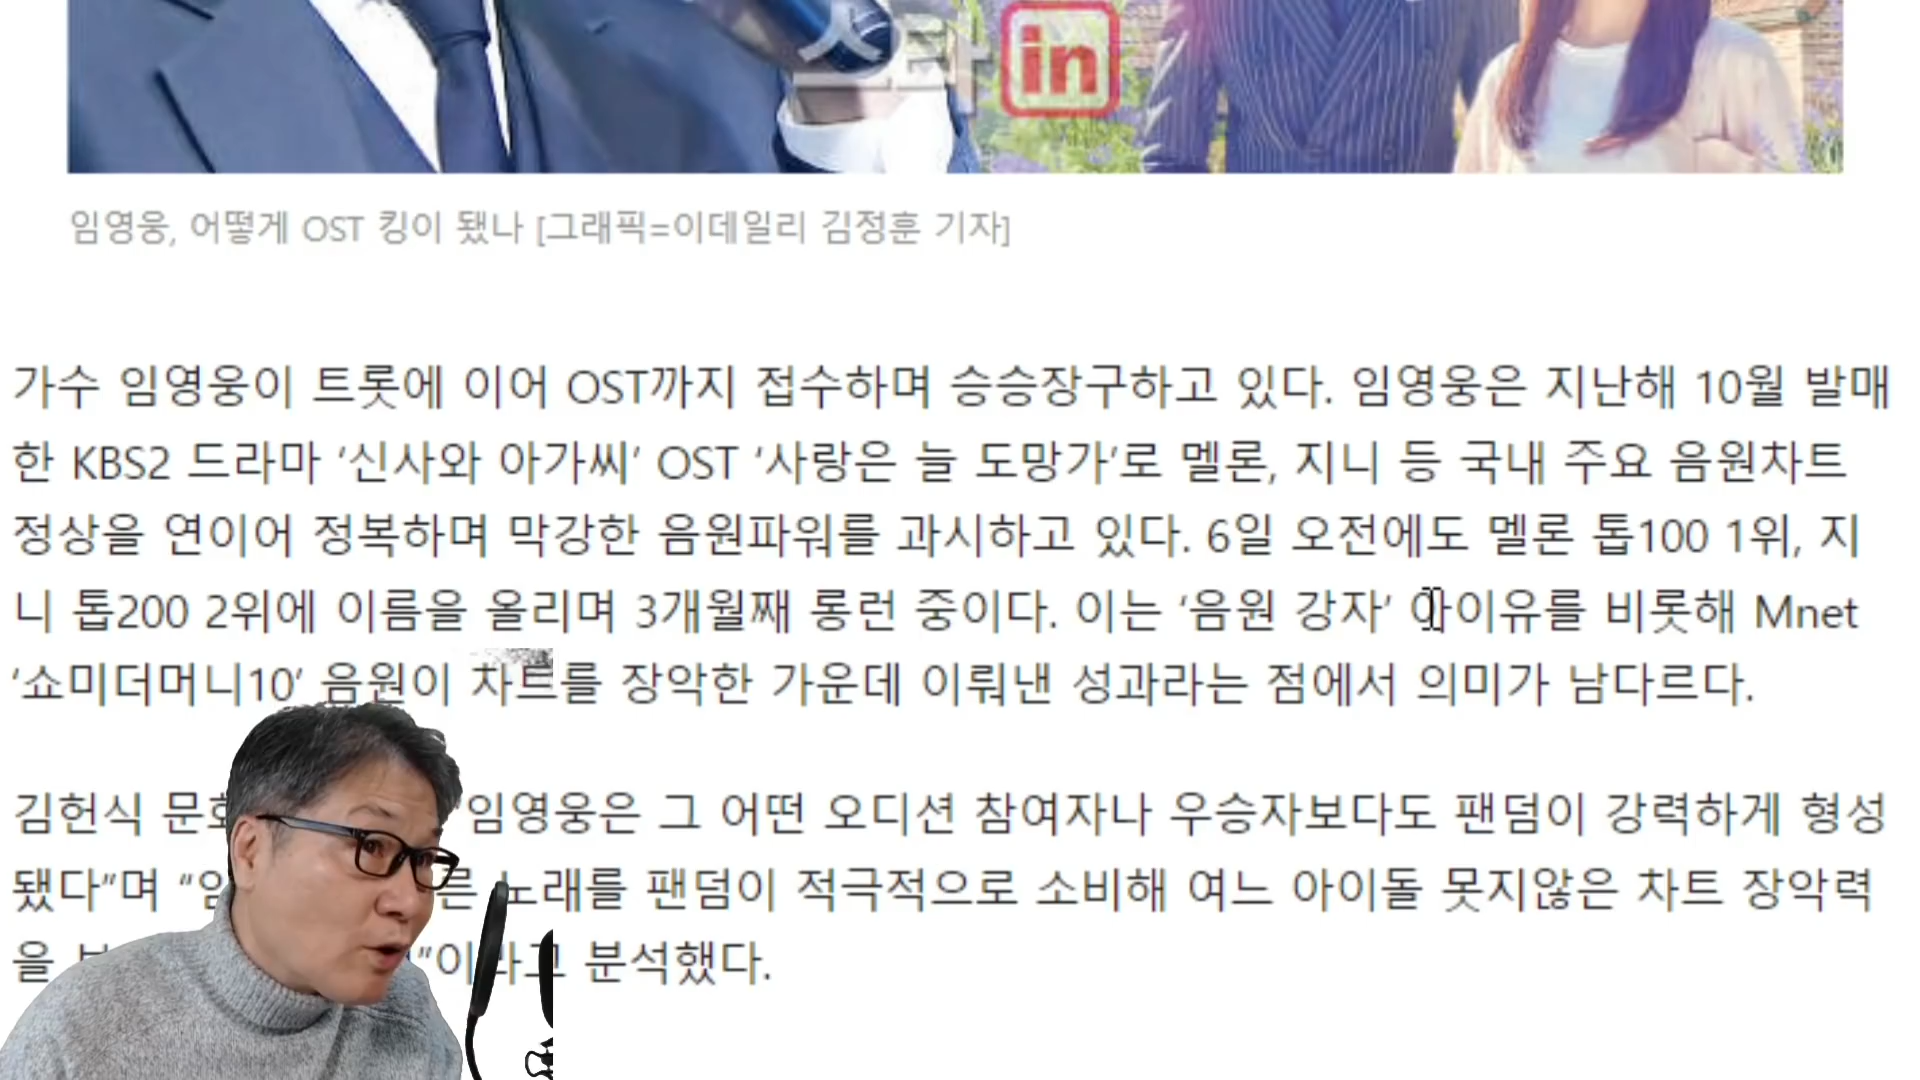 스타in
임영웅, 어떻게 OST 킹이 됐나 [그래픽=이데일리 김정훈 기자]
가수 임영웅이 트롯에 이어 OST까지 접수하며 승승장구하고 있다. 임영웅은 지난해 10월 발매
한 KBS2 드라마 ‘신사와 아가씨’ OST ‘사랑은 늘 도망가’로 멜론, 지니 등 국내 주요 음원차트
정상을 연이어 정복하며 막강한 음원파워를 과시하고 있다. 6일 오전에도 멜론 톱100 1위, 지
니 톱200 2위에 이름을 올리며 3개월째 롱런 중이다. 이는 ‘음원 강자’ 아이유를 비롯해 Mnet
‘쇼미더머니10’ 음원이 차트를 장악한 가운데 이뤄낸 성과라는 점에서 의미가 남다르다.
김헌식 “임영웅은 그 어떤 오디션 참여자나 우승자보다도 팬덤이 강력하게 형성
됐다”며 노래를 팬덤이 적극적으로 소비해 여느 아이돌 못지않은 차트 장악력
을 ”이라고 분석했다.